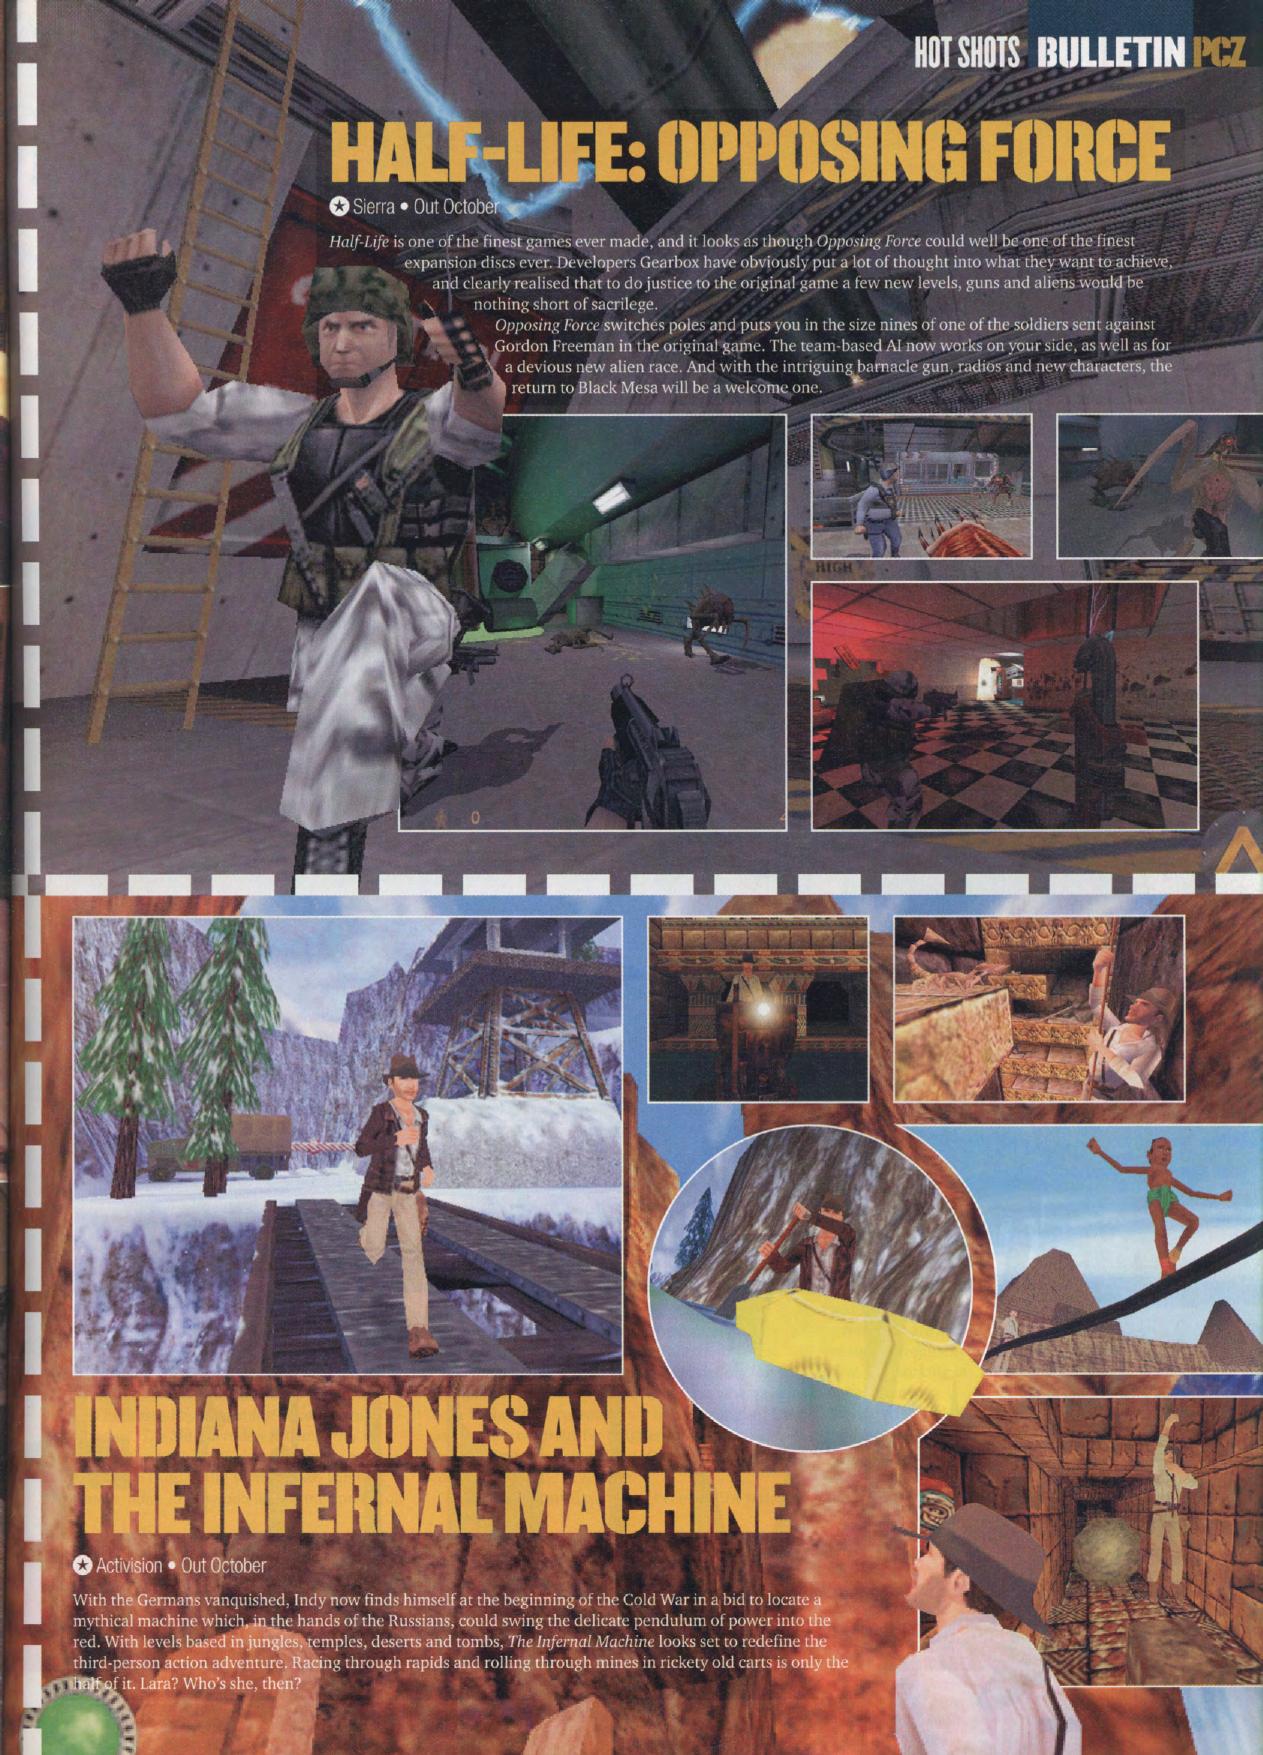 HOT SHOTS BULLETIN PCZ
HALF-LIFE: OPPOSING FORCE
Sierra • Out October
Half-Life is one of the finest games ever made, and it looks as though Opposing Force could well be one of the finest
expansion discs ever. Developers Gearbox have obviously put a lot of thought into what they want to achieve,
and clearly realised that to do justice to the original game a few new levels, guns and aliens would be
nothing short of sacrilege.
Opposing Force switches poles and puts you in the size nines of one of the soldiers sent against
Gordon Freeman in the original game. The team-based AI now works on your side, as well as for
a devious new alien race. And with the intriguing barnacle gun, radios and new characters, the
return to Black Mesa will be a welcome one.
HIGH
0
INDIANA JONES AND
THE INFERNAL MACHINE
Activision • Out October
With the Germans vanquished, Indy now finds himself at the beginning of the Cold War in a bid to locate a
mythical machine which, in the hands of the Russians, could swing the delicate pendulum of power into the
red. With levels based in jungles, temples, deserts and tombs, The Infernal Machine looks set to redefine the
third-person action adventure. Racing through rapids and rolling through mines in rickety old carts is only the
half of it. Lara? Who's she, then?